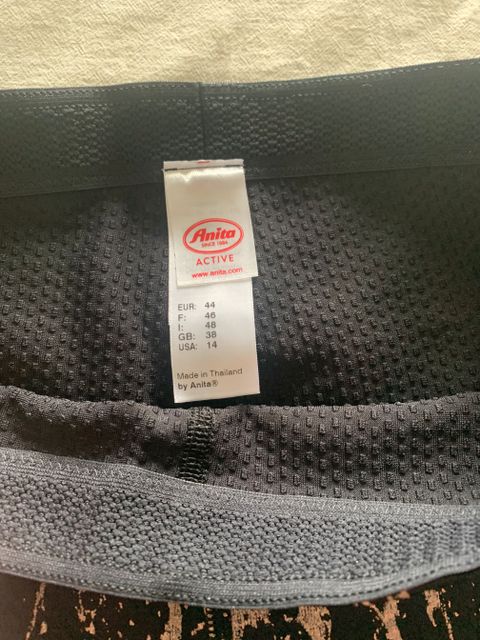 Anita
SINCE 1886
ACTIVE
www.anita.com
EUR: 44
F: 46
I: 48
GB: 38
USA: 14
Made in Thailand
by Anita®